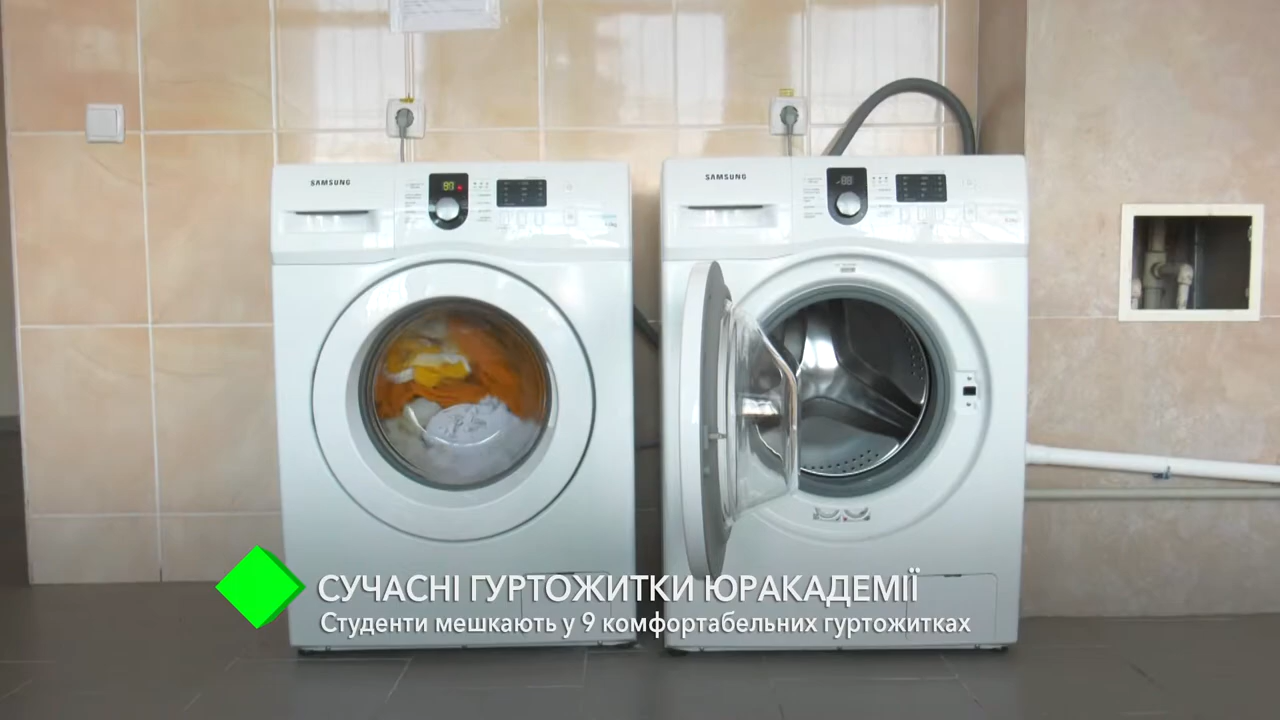 SAMSUNG
SAMSUNG
СУЧАСНІ ГУРТОЖИТКИ ЮРАКАДЕМІЇ
Студенти мешкають у 9 комфортабельних гуртожитках